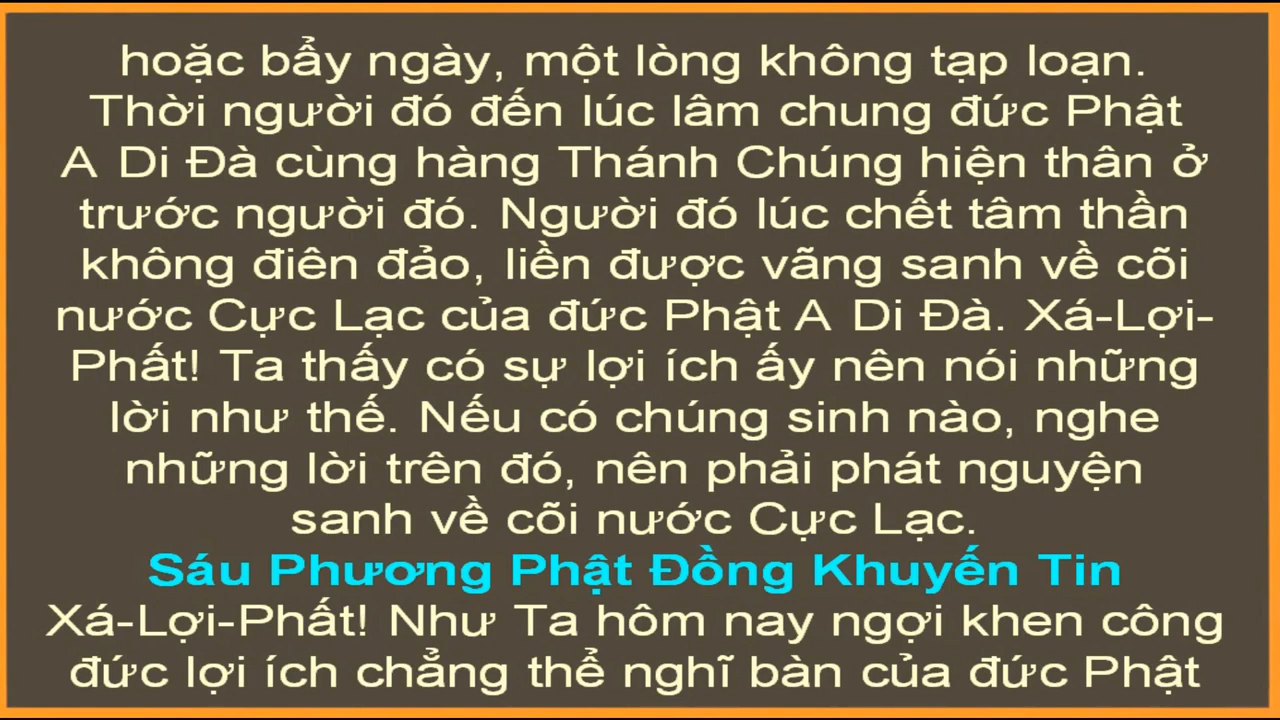 hoặc bẩy ngày, một lòng không tạp loạn.
Thời người đó đến lúc lâm chung đức Phật
A Di Đà cùng hàng Thánh Chúng hiện thân ở
trước người đó. Người đó lúc chết tâm thần
không điên đảo, liền được vãng sanh về cõi
nước Cực Lạc của đức Phật A Di Đà. Xá-Lợi-
Phất! Ta thấy có sự lợi ích ấy nên nói những
lời như thế. Nếu có chúng sinh nào, nghe
những lời trên đó, nên phải phát nguyện
sanh về cõi nước Cực Lạc.
Sáu Phương Phật Đồng Khuyến Tin
Xá-Lợi-Phất! Như Ta hôm nay ngợi khen công
đức lợi ích chẳng thể nghĩ bàn của đức Phật